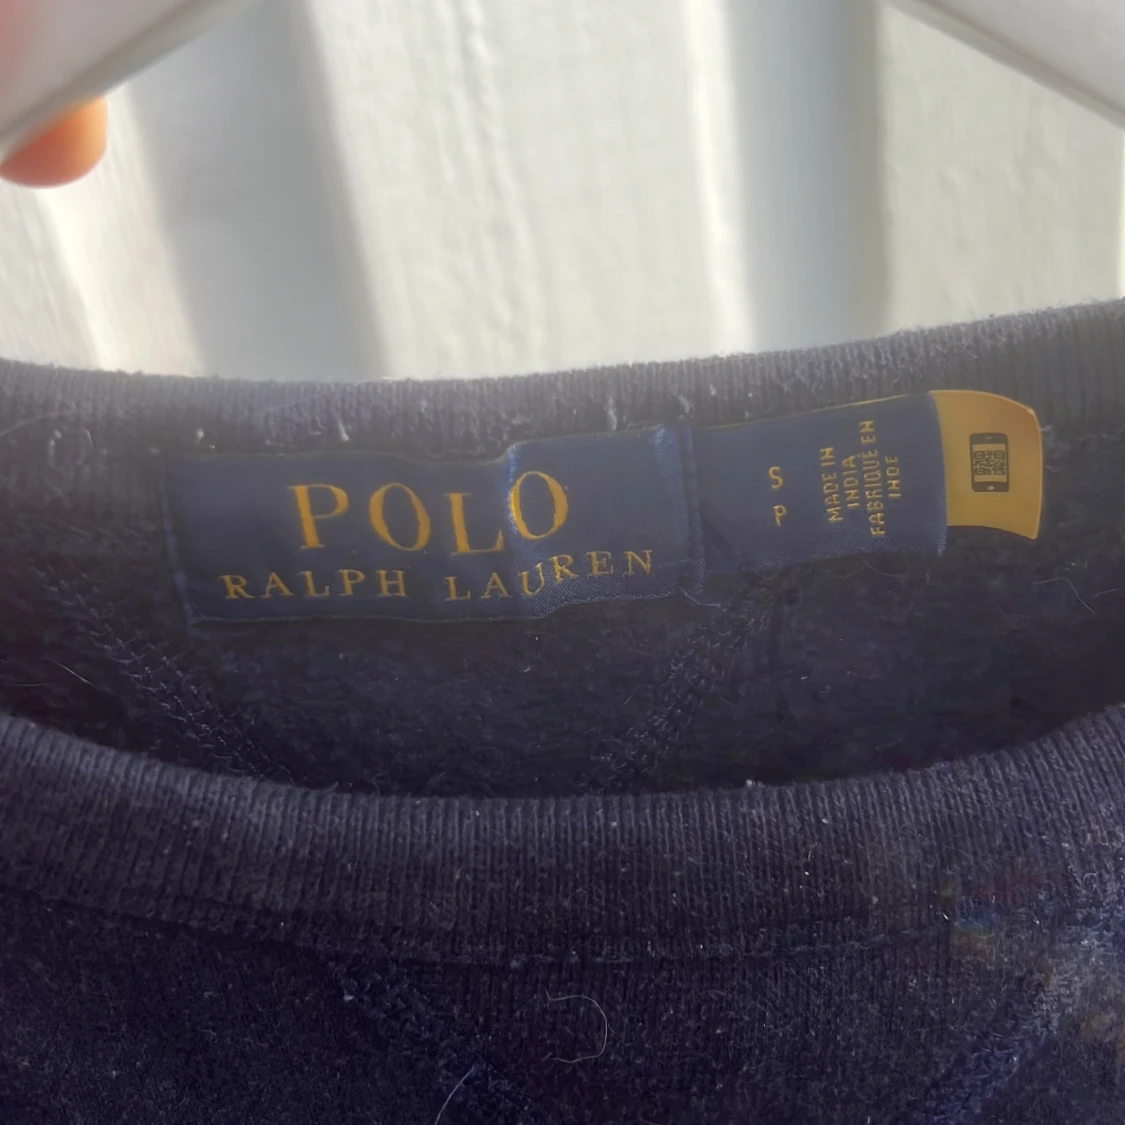 POLO
RALPH LAUREN
S
P
MADE IN
INDIA
FABRIQUÉ EN
INDE